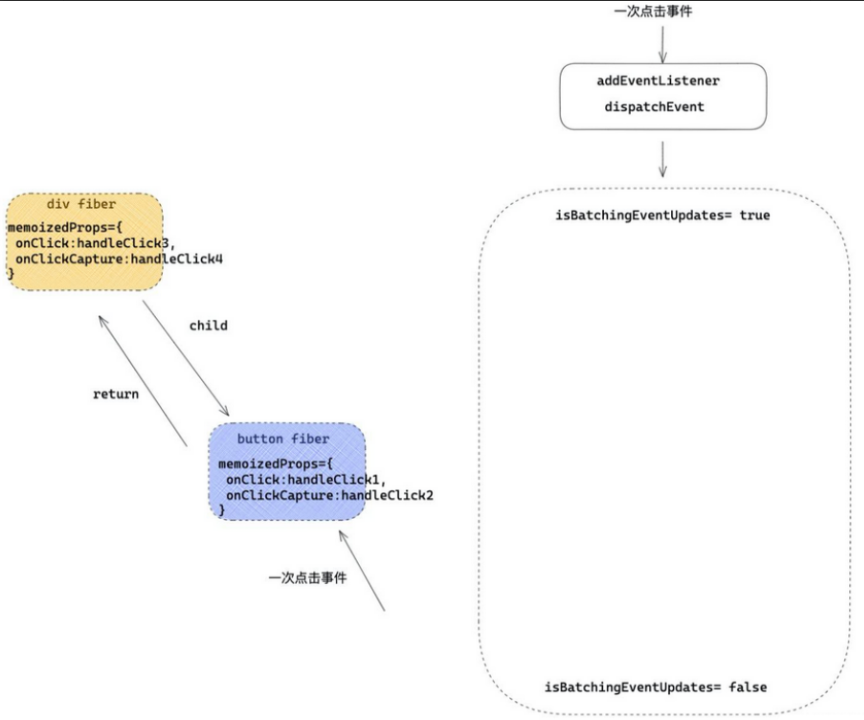 一次点击事件
addEventListener
dispatchEvent
isBatchingEventUpdates= true
div fiber
memoizedProps={
onClick:handleClick3,
onClickCapture:handleClick4
}
child
return
button fiber
memoizedProps={
onClick:handleClick1,
onClickCapture:handleClick2
}
一次点击事件
isBatchingEventUpdates= false